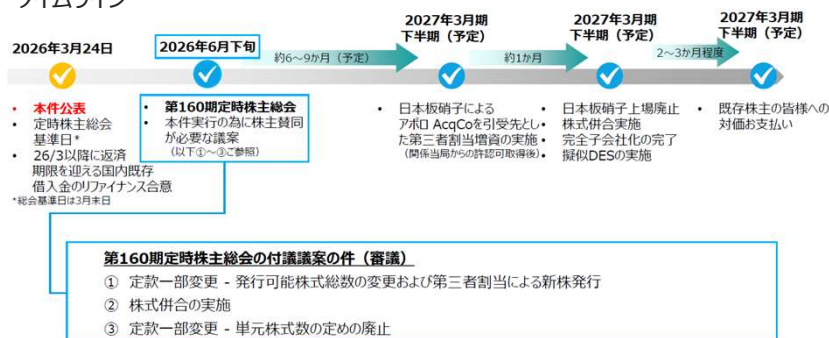 タイムライン
2026年3月24日
本件公表
定時株主総会
基準日*
26/3以降に返済
期限を迎える国内既存
借入金のリファイナンス合意
*総会基準日は3月末日
2026年6月下旬
第160期定時株主総会
本件実行の為に株主賛同
が必要な議案
(以下①~③ご参照)
約6~9か月(予定)
2027年3月期
下半期(予定)
日本板硝子による
アポロ AcqCoを引受先とし
た第三者割当増資の実施
(関係当局からの許認可取得後)
約1か月
2027年3月期
下半期(予定)
日本板硝子上場廃止
株式併合実施
完全子会社化の完了
擬似DESの実施
2~3か月程度
2027年3月期
下半期(予定)
既存株主の皆様への
対価お支払い
第160期定時株主総会の付議議案の件(審議)
① 定款一部変更 - 発行可能株式総数の変更および第三者割当による新株発行
② 株式併合の実施
③ 定款一部変更 - 単元株式数の定めの廃止